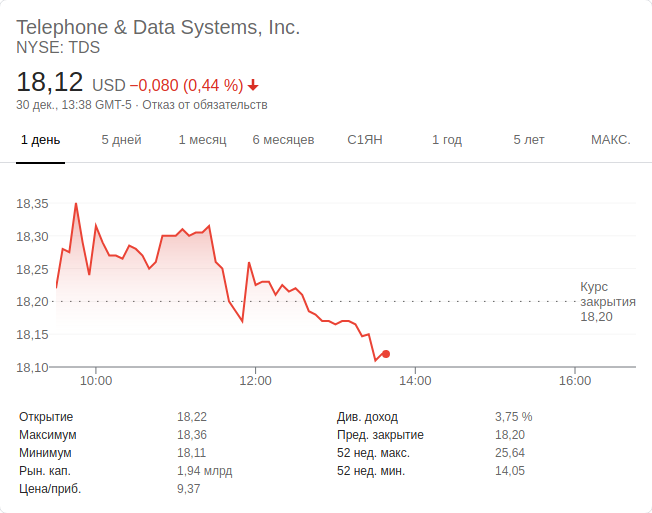 Telephone & Data Systems, Inc.
NYSE: TDS
18,12 USD −0,080 (0,44 %)
30 дек., 13:38 GMT-5 · Отказ от обязательств
1 день 5 дней 1 месяц 6 месяцев С1ЯН 1 год 5 лет МАКС.
18,35
18,30
18,25
18,20
18,15
18,10
Курс
закрытия
18,20
10:00 12:00 14:00 16:00
Открытие 18,22 Див. доход 3,75 %
Максимум 18,36 Пред. закрытие 18,20
Минимум 18,11 52 нед. макс. 25,64
Рын. кап. 1,94 млрд 52 нед. мин. 14,05
Цена/приб. 9,37